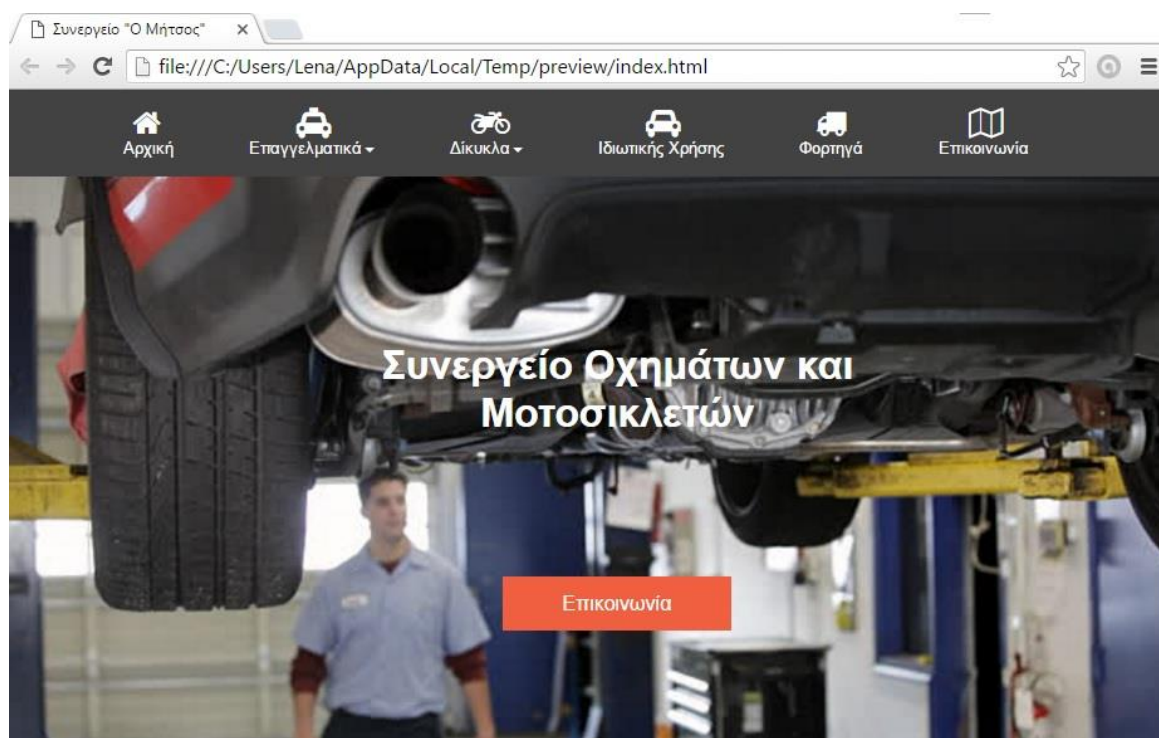 Συνεργείο "Ο Μήτσος"
file:///C:/Users/Lena/AppData/Local/Temp/preview/index.html
Αρχική Επαγγελματικά Δίκυκλα Ιδιωτικής Χρήσης Φορτηγά Επικοινωνία
Συνεργείο Οχημάτων και
Μοτοσικλετών
Επικοινωνία